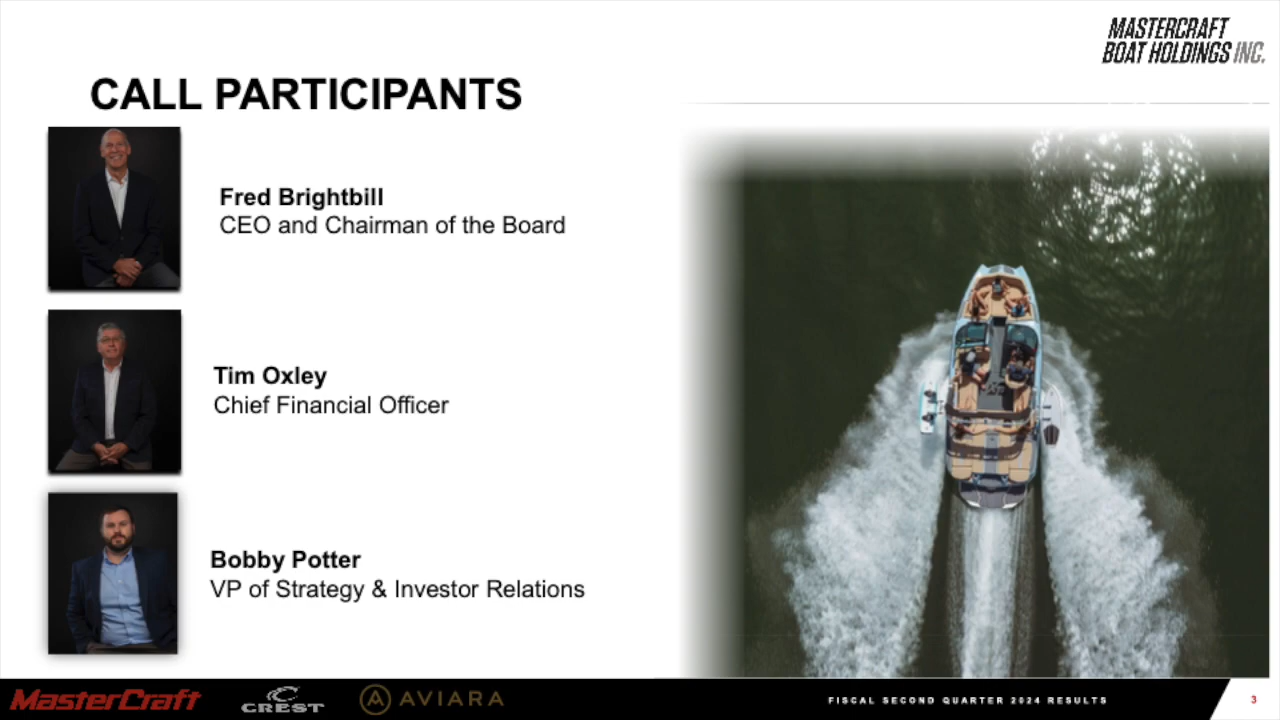 MASTERCRAFT
BOAT HOLDINGS INC.
CALL PARTICIPANTS
Fred Brightbill
CEO and Chairman of the Board
Tim Oxley
Chief Financial Officer
Bobby Potter
VP of Strategy & Investor Relations
MasterCraft
CREST
AVIARA
FISCAL SECOND QUARTER 2024 RESULTS
3